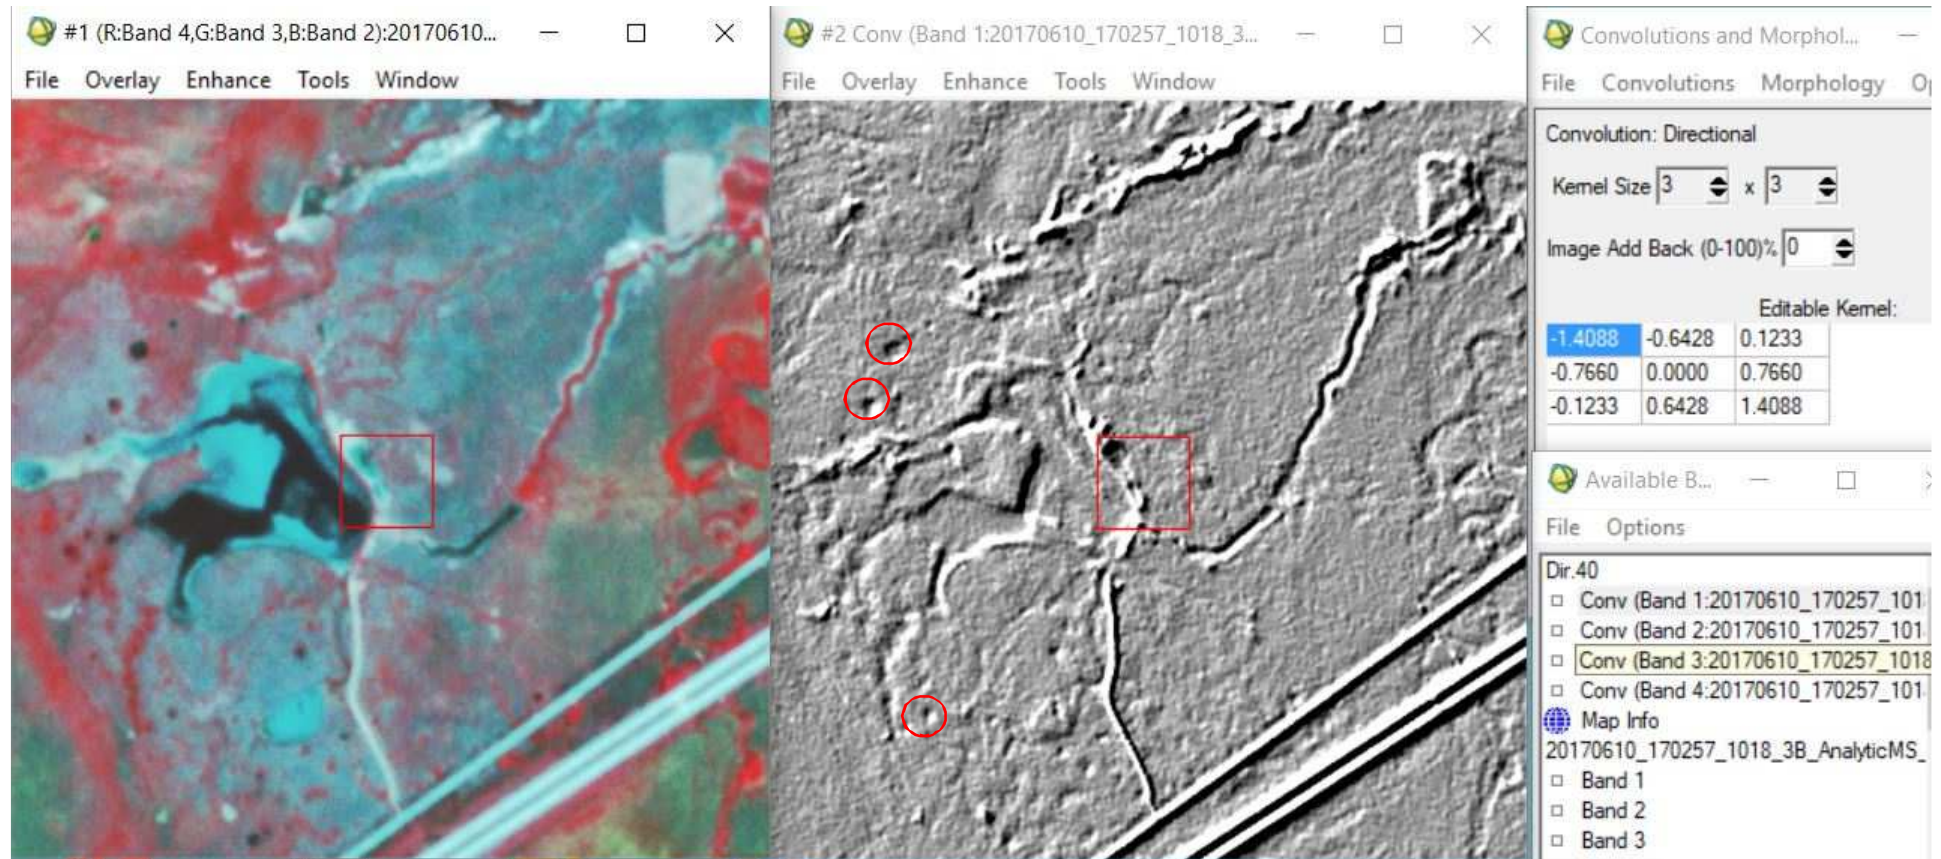 #1 (R:Band 4,G:Band 3,B:Band 2):20170610...
File Overlay Enhance Tools Window
#2 Conv (Band 1:20170610_170257_1018_3...
File Overlay Enhance Tools Window
Convolutions and Morphol...
File Convolutions Morphology
Convolution: Directional
Kernel Size 3 x 3
Image Add Back (0-100)% 0
Editable Kernel:
-1.4088 -0.6428 0.1233
-0.7660 0.0000 0.7660
-0.1233 0.6428 1.4088
Available B...
File Options
Dir.40
Conv (Band 1:20170610_170257_101
Conv (Band 2:20170610_170257_101
Conv (Band 3:20170610_170257_1018
Conv (Band 4:20170610_170257_101
Map Info
20170610_170257_1018_3B_AnalyticMS_
Band 1
Band 2
Band 3